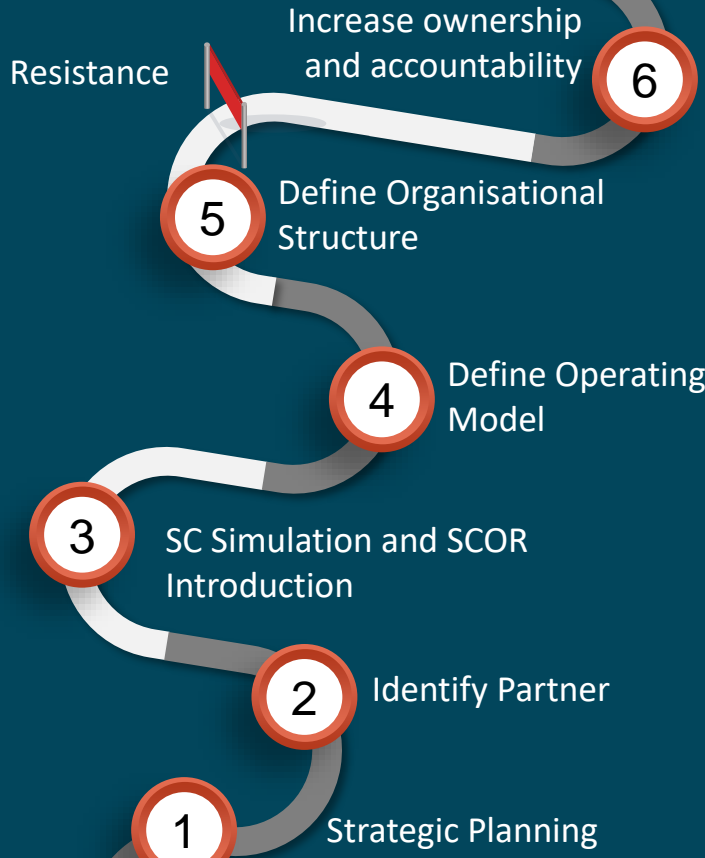 Increase ownership
and accountability
6
Resistance
5
Define Organisational
Structure
4
Define Operating
Model
3
SC Simulation and SCOR
Introduction
2
Identify Partner
1
Strategic Planning